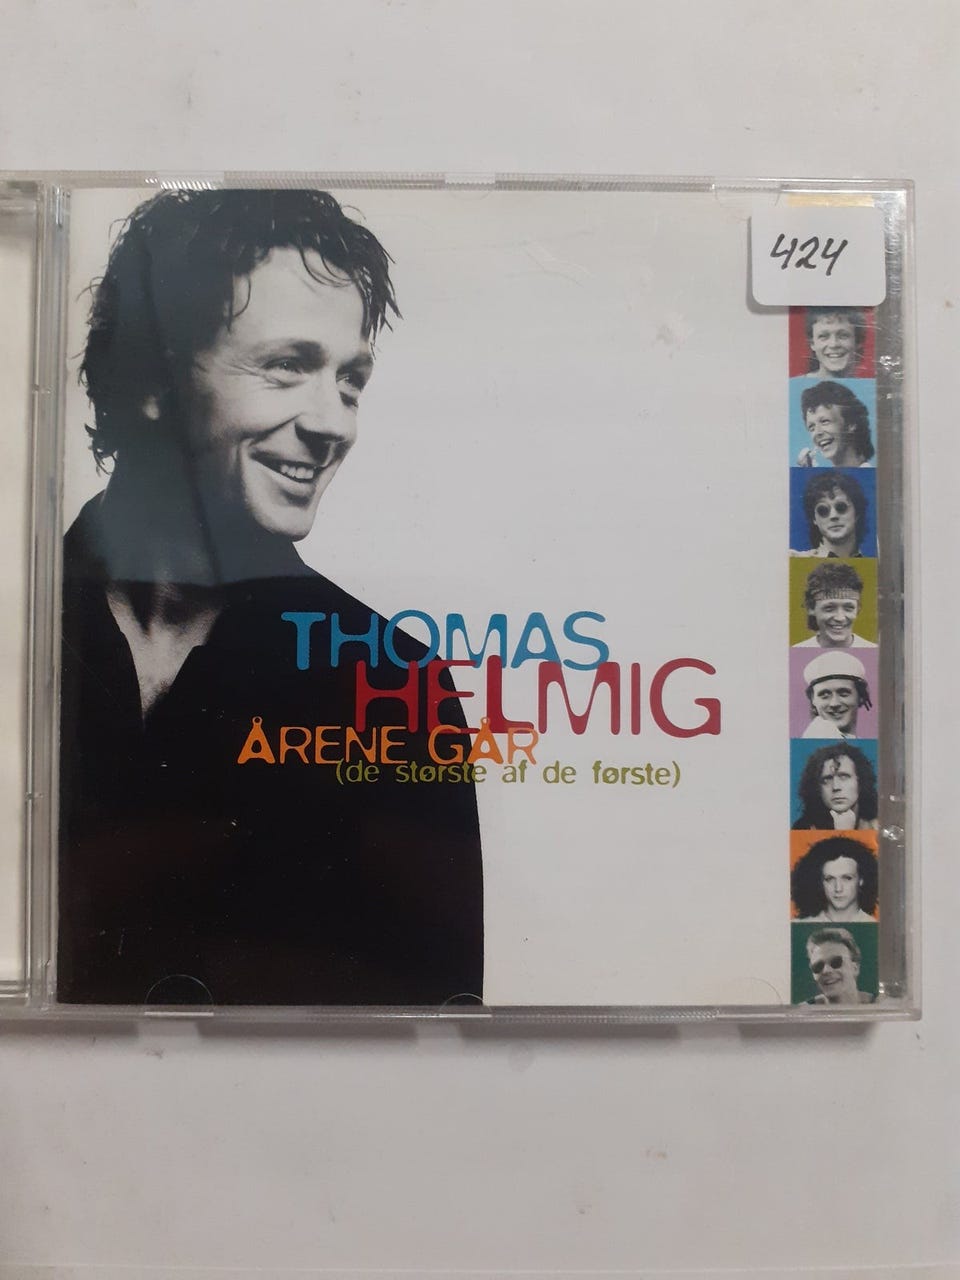 424
THOMAS
HELMIG
ÅRENE GÅR
(de største af de første)